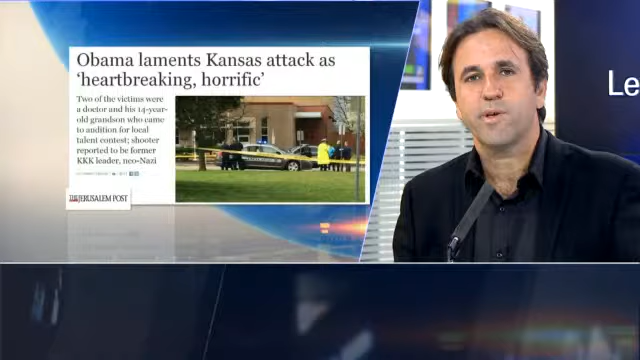 Obama laments Kansas attack as
‘heartbreaking, horrific’
Two of the victims were
a doctor and his 14-year-
old grandson who came
to audition for local
talent contest; shooter
reported to be former
KKK leader, neo-Nazi
THE JERUSALEM POST
Le